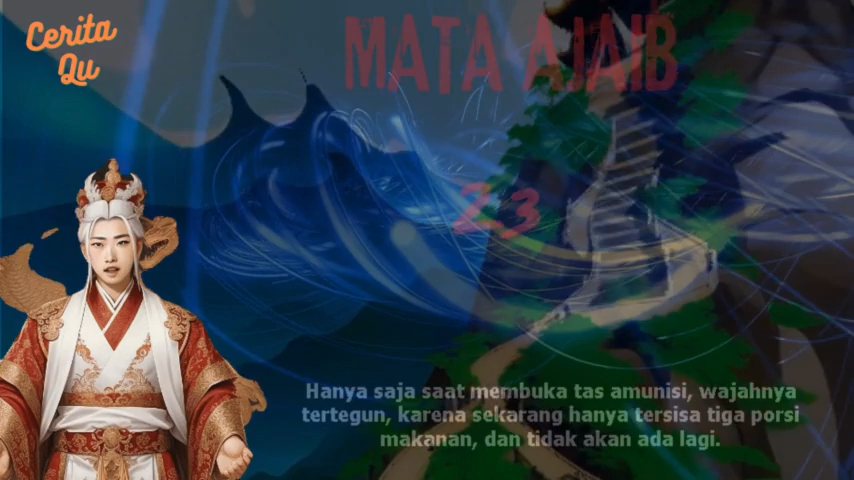 Cerita
Qu
MATA AJAIB
23
Hanya saja saat membuka tas amunisi, wajahnya
tertegun, karena sekarang hanya tersisa tiga porsi
makanan, dan tidak akan ada lagi.